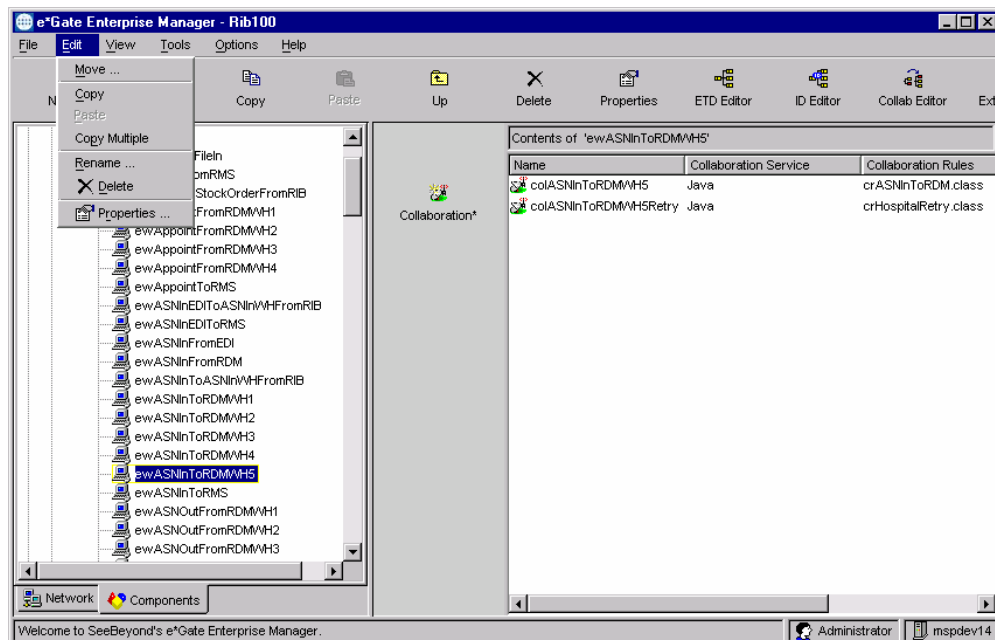 e*Gate Enterprise Manager - Rib100
File Edit View Tools Options Help
N Copy Paste Up Delete Properties ETD Editor ID Editor Collab Editor Ext
Move ...
Copy
Paste
Copy Multiple
Rename ...
Delete
Properties ...
FileIn
omRMS
StockOrderFromRIB
tFromRDMWH1
ewAppointFromRDMWH2
ewAppointFromRDMWH3
ewAppointFromRDMWH4
ewAppointToRMS
ewASNInEDIToASNInWHFromRIB
ewASNInEDIToRMS
ewASNInFromEDI
ewASNInFromRDM
ewASNInToASNInWHFromRIB
ewASNInToRDMWH1
ewASNInToRDMWH2
ewASNInToRDMWH3
ewASNInToRDMWH4
ewASNInToRDMWH5
ewASNInToRMS
ewASNOutFromRDMWH1
ewASNOutFromRDMWH2
ewASNOutFromRDMWH3
Network Components
Collaboration*
Contents of 'ewASNInToRDMWH5'
Name Collaboration Service Collaboration Rules
colASNInToRDMWH5 Java crASNInToRDM.class
colASNInToRDMWH5Retry Java crHospitalRetry.class
Welcome to SeeBeyond's e*Gate Enterprise Manager. Administrator mspdev14